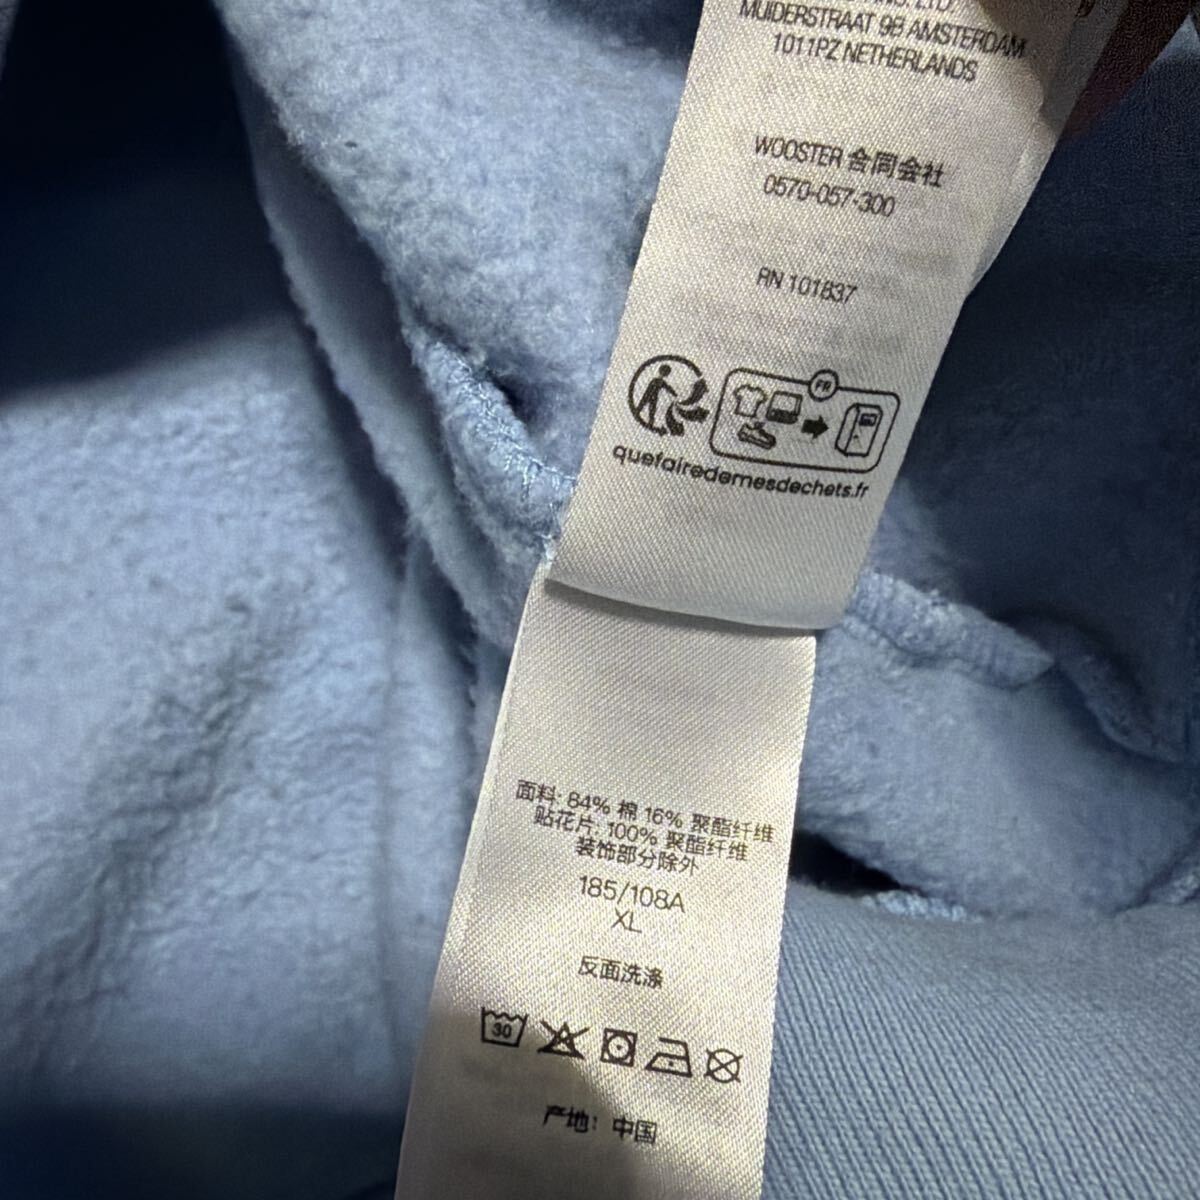 LTD
MUIDERSTRAAT 9B AMSTERDAM
1011PZ NETHERLANDS
WOOSTER 合同会社
0570-057-300
RN 101837
FR
quefairedemesdechets.fr
面料: 84% 棉 16% 聚酯纤维
贴花片: 100% 聚酯纤维
装饰部分除外
185/108A
XL
反面洗涤
30
产地: 中国